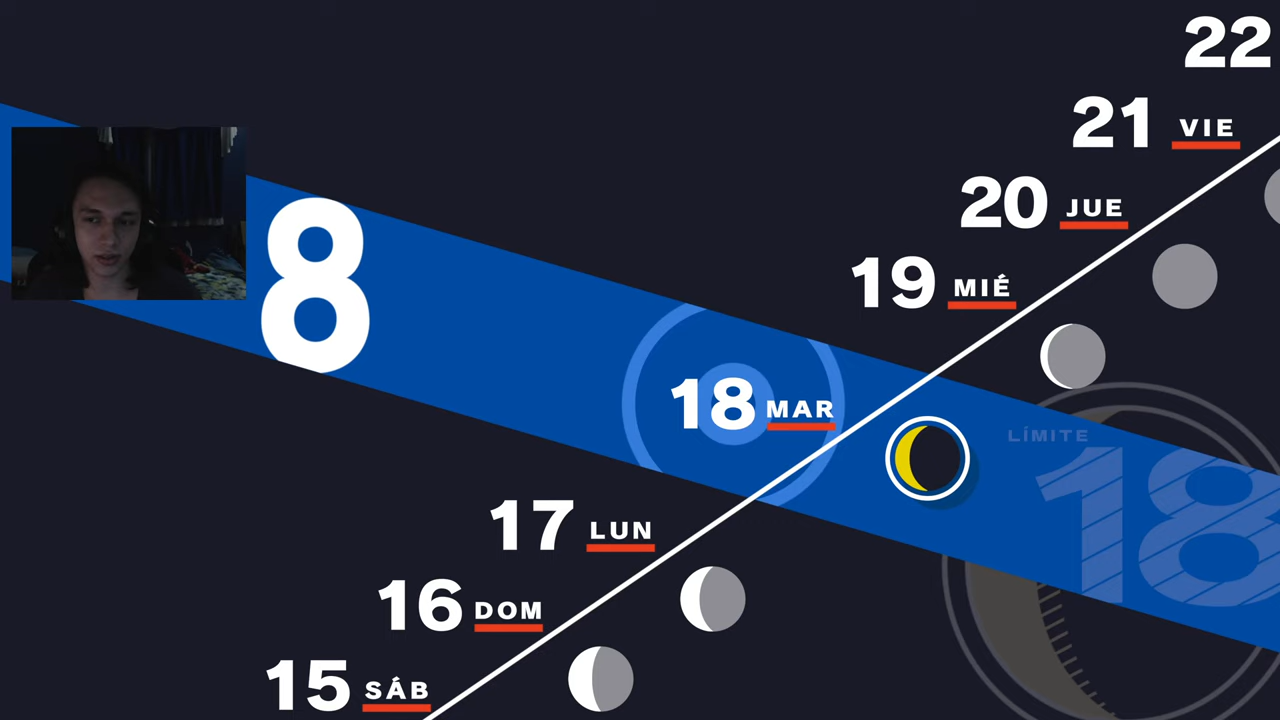 22
21 VIE
20 JUE
19 MIÉ
8
18 MAR
LÍMITE
18
17 LUN
16 DOM
15 SÁB